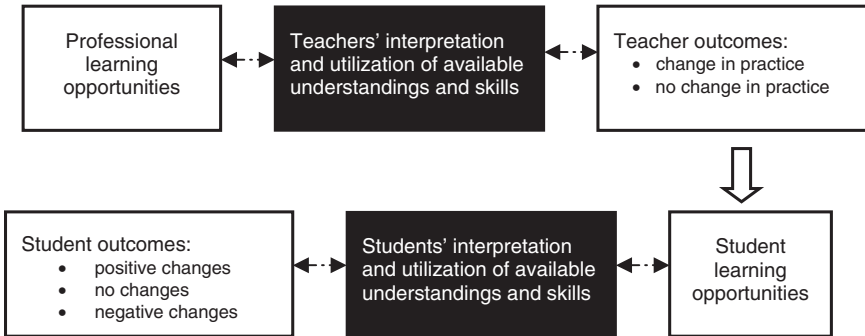 Professional
learning
opportunities
Teachers’ interpretation
and utilization of available
understandings and skills
Teacher outcomes:
• change in practice
• no change in practice
Student outcomes:
• positive changes
• no changes
• negative changes
Students’ interpretation
and utilization of available
understandings and skills
Student
learning
opportunities